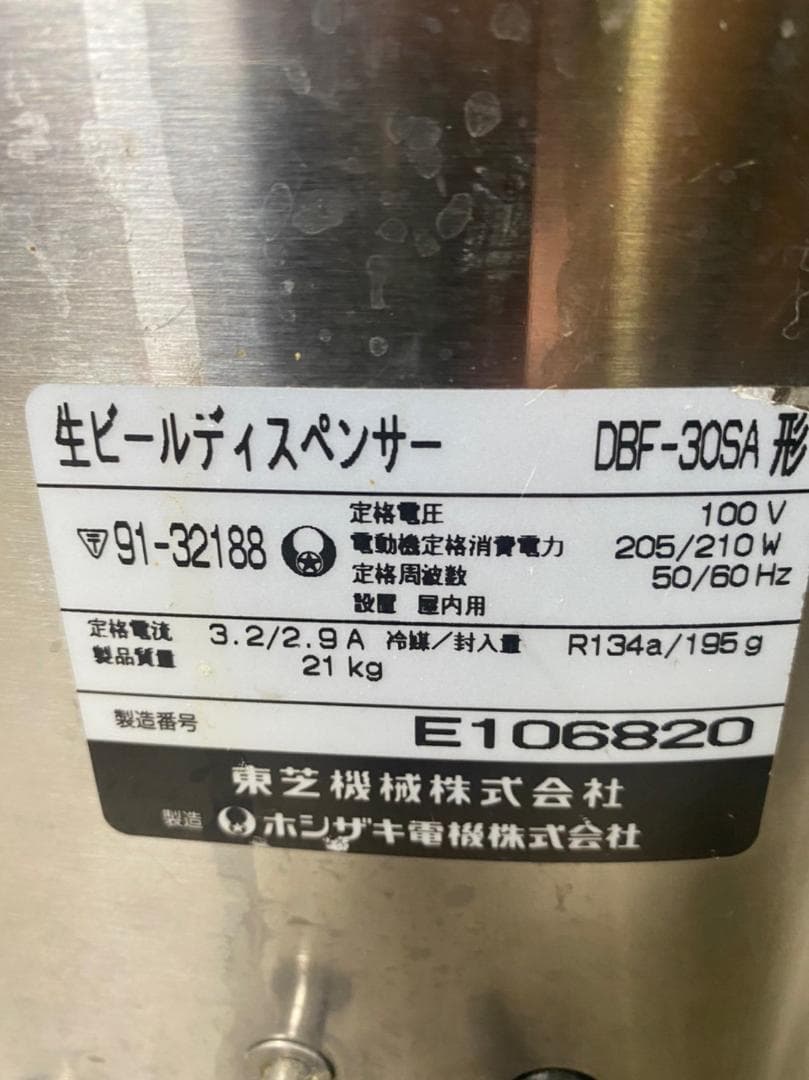 生ビールディスペンサー DBF-30SA 形
〒91-32188
定格電圧 100 V
電動機定格消費電力 205/210 W
定格周波数 50/60 Hz
設置 屋内用
定格電流 3.2/2.9 A 冷媒/封入量 R134a/195 g
製品質量 21 kg
製造番号 E106820
東芝機械株式会社
製造 ホシザキ電機株式会社